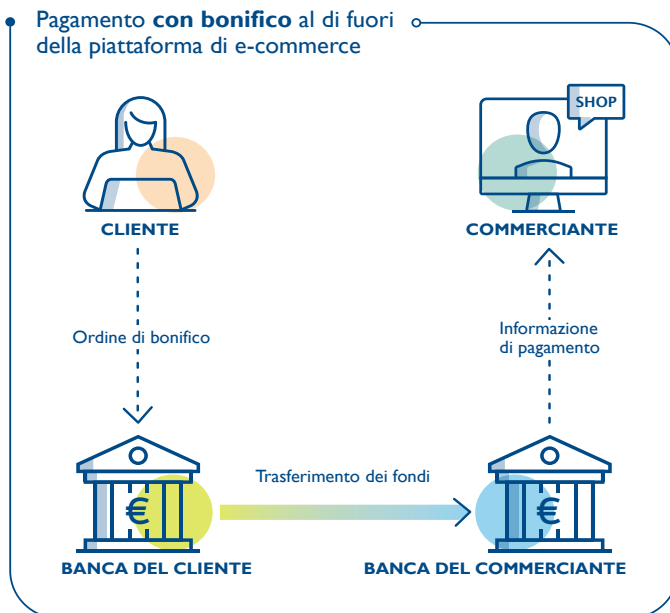 Pagamento con bonifico al di fuori
della piattaforma di e-commerce
SHOP
CLIENTE
COMMERCIANTE
Ordine di bonifico
Informazione
di pagamento
Trasferimento dei fondi
€
€
BANCA DEL CLIENTE
BANCA DEL COMMERCIANTE